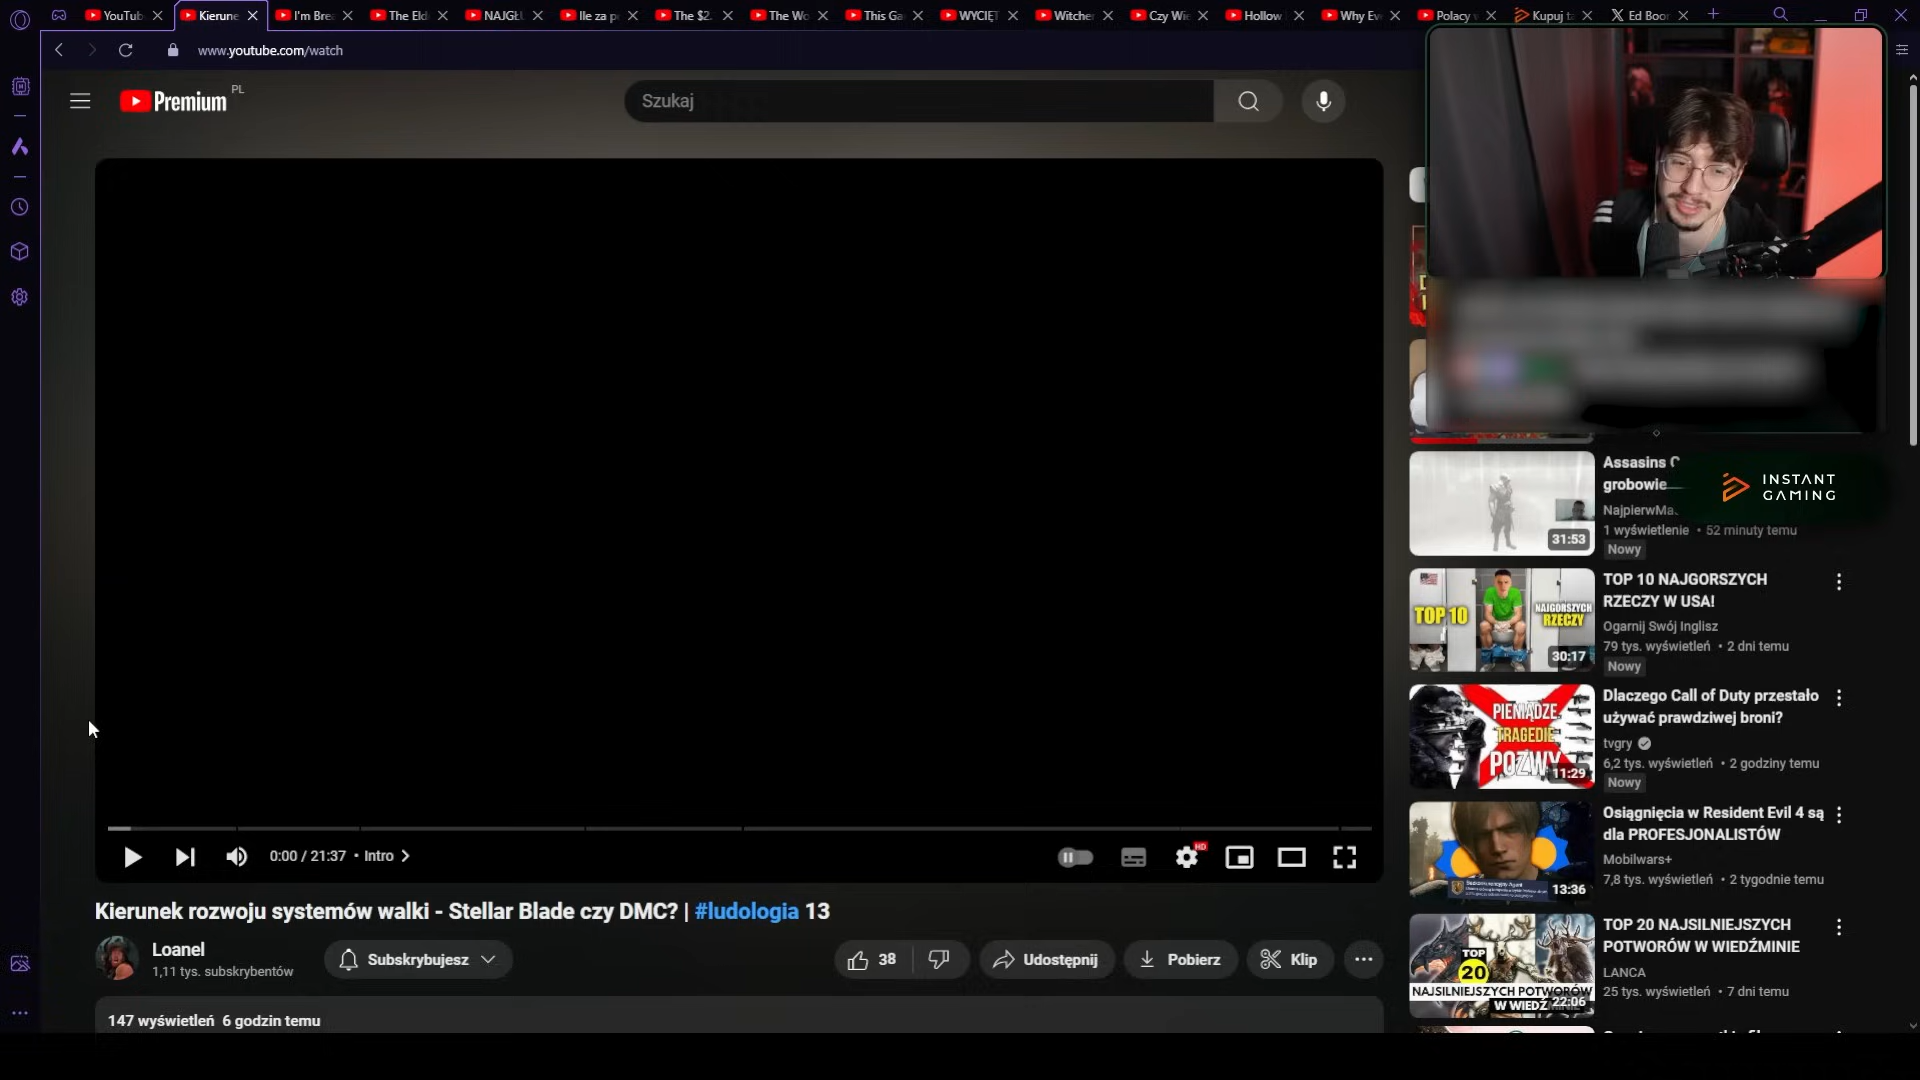 YouTub
Kierune
I'm Bre
The Eld
NAJGŁU
Ile za p
The $2.
The Wo
This Ga
WYCIĘT
Witcher
Czy Wie
Hollow
Why Ev
Polacy
Kupuj t
Ed Boon
www.youtube.com/watch
Premium PL
Szukaj
INSTANT
GAMING
Assasins C
grobowie
NajpierwMa
1 wyświetlenie • 52 minuty temu
Nowy
31:53
TOP 10 NAJGORSZYCH
RZECZY W USA!
Ogarnij Swój Inglisz
79 tys. wyświetleń • 2 dni temu
Nowy
TOP 10
NAJGORSZYCH
RZECZY
30:17
Dlaczego Call of Duty przestało
używać prawdziwej broni?
tvgry
6,2 tys. wyświetleń • 2 godziny temu
Nowy
PIENIĄDZE,
TRAGEDIE,
POZWY
11:29
Osiągnięcia w Resident Evil 4 są
dla PROFESJONALISTÓW
Mobilwars+
7,8 tys. wyświetleń • 2 tygodnie temu
13:36
TOP 20 NAJSILNIEJSZYCH
POTWORÓW W WIEDŹMINIE
LANCA
25 tys. wyświetleń • 7 dni temu
TOP
20
NAJSILNIEJSZYCH POTWORÓW
W WIEDŹ
22:06
0:00 / 21:37 • Intro
HD
Kierunek rozwoju systemów walki - Stellar Blade czy DMC? | #ludologia 13
Loanel
1,11 tys. subskrybentów
Subskrybujesz
38
Udostępnij
Pobierz
Klip
147 wyświetleń 6 godzin temu